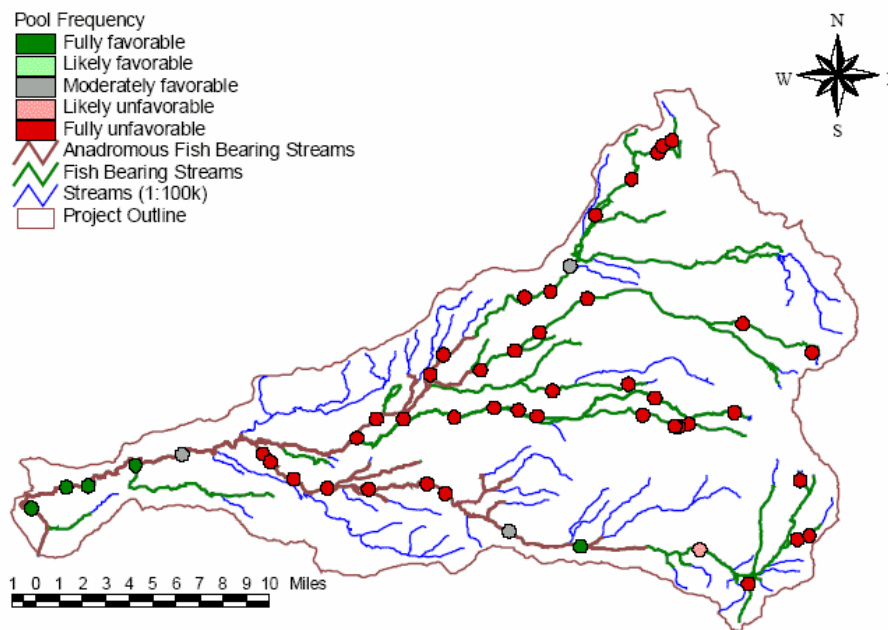 Pool Frequency
Fully favorable
Likely favorable
Moderately favorable
Likely unfavorable
Fully unfavorable
Anadromous Fish Bearing Streams
Fish Bearing Streams
Streams (1:100k)
Project Outline
N
W
S
1 0 1 2 3 4 5 6 7 8 9 10 Miles